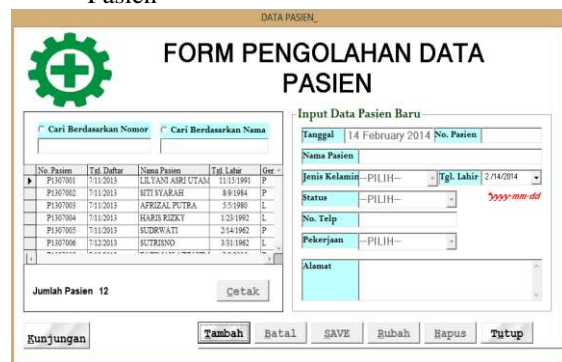 Pasien
DATA PASIEN_
FORM PENGOLAHAN DATA
PASIEN
Cari Berdasarkan Nomor Cari Berdasarkan Nama
No. Pasien Tgl. Daftar Nama Pasien Tgl. Lahir Ger
P1307001 7/11/2013 LILYANI ASRI UTAM 11/15/1991 P
P1307002 7/11/2013 SITI SYARAH 8/9/1984 P
P1307003 7/11/2013 AFRIZAL PUTRA 5/5/1980 L
P1307004 7/11/2013 HARIS RIZKY 1/23/1992 L
P1307005 7/11/2013 SUDRWATI 2/14/1962 P
P1307006 7/12/2013 SUTRISNO 3/31/1962 L
Jumlah Pasien 12
Cetak
Input Data Pasien Baru
Tanggal 14 February 2014 No. Pasien
Nama Pasien
Jenis Kelamin --PILIH-- Tgl. Lahir 2/14/2014
Status --PILIH-- *yyyy-mm-dd
No. Telp
Pekerjaan --PILIH--
Alamat
Kunjungan Tambah Batal SAVE Rubah Hapus Tutup